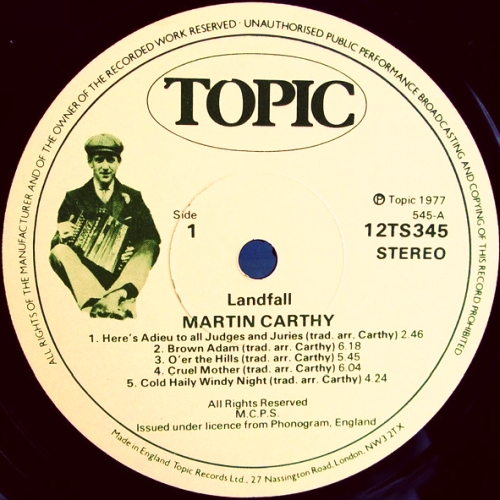 ALL RIGHTS OF THE MANUFACTURER AND OF THE OWNER OF THE RECORDED WORK RESERVED · UNAUTHORISED PUBLIC PERFORMANCE BROADCASTING AND COPYING OF THIS RECORD PROHIBITED
TOPIC
Ⓟ Topic 1977
545-A
Side
1
12TS345
STEREO
Landfall
MARTIN CARTHY
1. Here's Adieu to all Judges and Juries (trad. arr. Carthy) 2.46
2. Brown Adam (trad. arr. Carthy) 6.18
3. O'er the Hills (trad. arr. Carthy) 5.45
4. Cruel Mother (trad. arr. Carthy) 6.04
5. Cold Haily Windy Night (trad. arr. Carthy) 4.24
All Rights Reserved
M.C.P.S.
Issued under licence from Phonogram, England
Made in England Topic Records Ltd., 27 Nassington Road, London, NW3 2TX